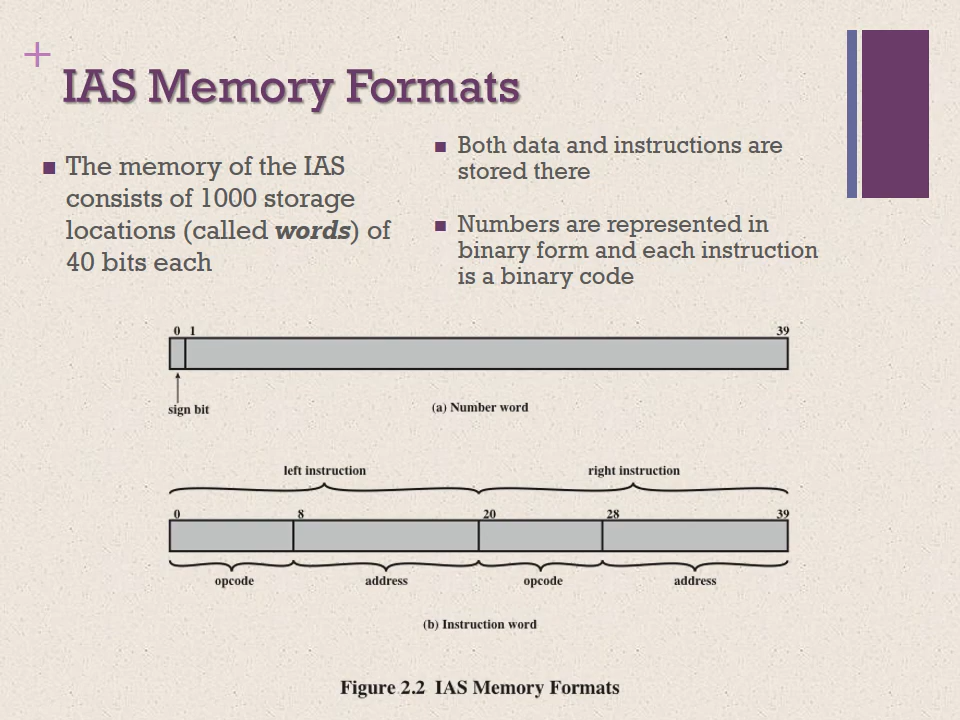 +
IAS Memory Formats
■ The memory of the IAS
consists of 1000 storage
locations (called words) of
40 bits each
■ Both data and instructions are
stored there
■ Numbers are represented in
binary form and each instruction
is a binary code
0 1 39
sign bit
(a) Number word
left instruction right instruction
0 8 20 28 39
opcode address opcode address
(b) Instruction word
Figure 2.2 IAS Memory Formats